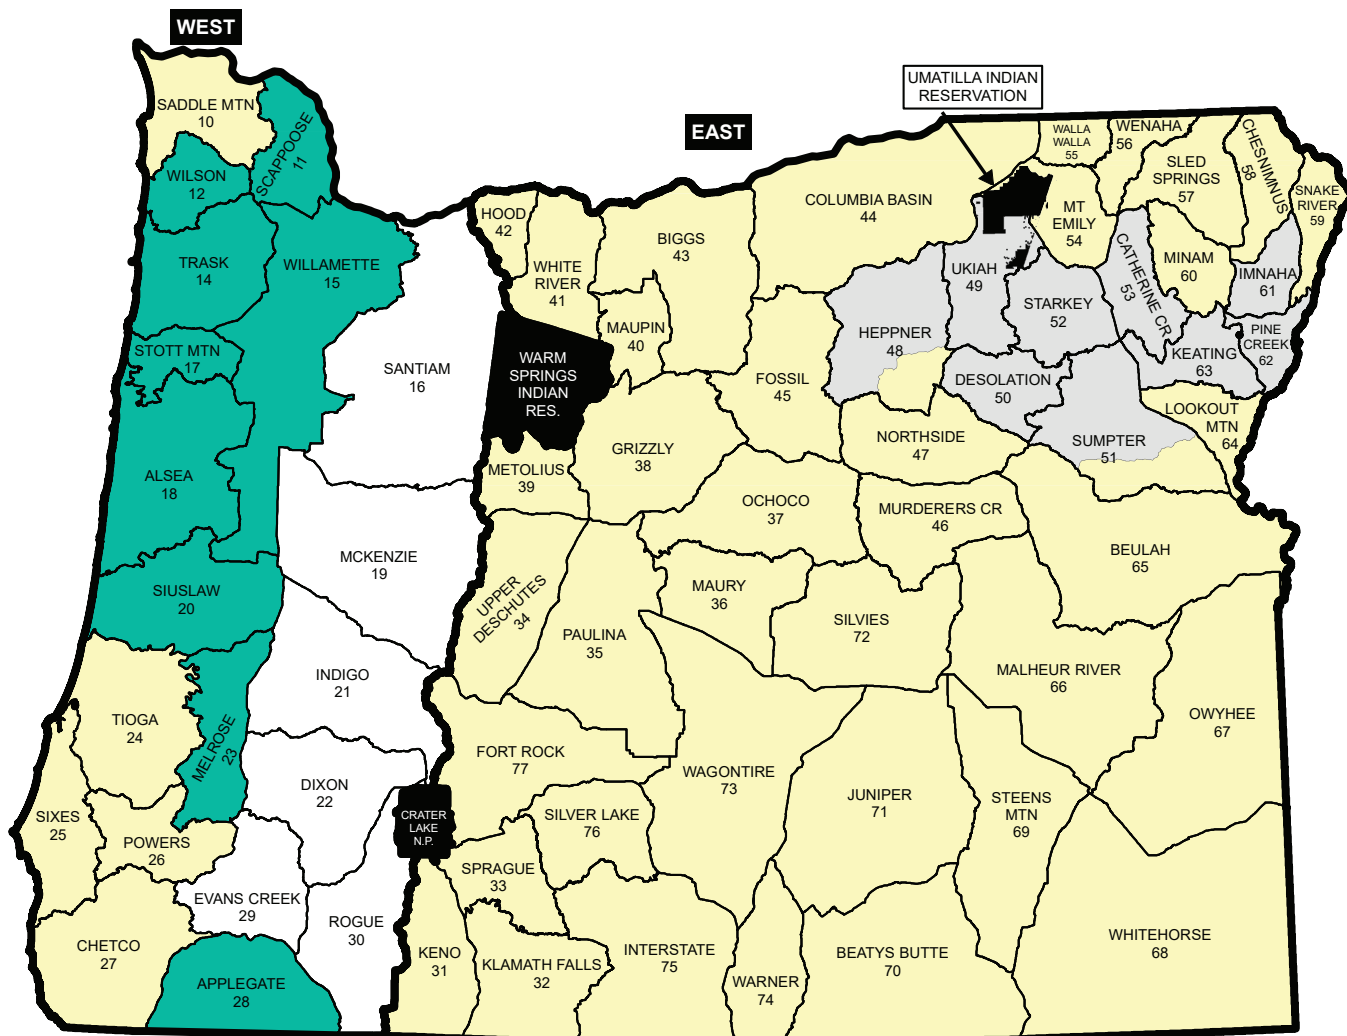 WEST
EAST
UMATILLA INDIAN
RESERVATION
SADDLE MTN
10
SCAPPOOSE
11
WILSON
12
TRASK
14
WILLAMETTE
15
STOTT MTN
17
SANTIAM
16
ALSEA
18
MCKENZIE
19
SIUSLAW
20
INDIGO
21
DIXON
22
MELROSE
23
TIOGA
24
SIXES
25
POWERS
26
CHETCO
27
APPLEGATE
28
EVANS CREEK
29
ROGUE
30
CRATER
LAKE
N.P.
HOOD
42
WHITE
RIVER
41
BIGGS
43
MAUPIN
40
WARM
SPRINGS
INDIAN
RES.
METOLIUS
39
GRIZZLY
38
UPPER
DESCHUTES
34
PAULINA
35
MAURY
36
OCHOCO
37
FOSSIL
45
COLUMBIA BASIN
44
HEPPNER
48
UKIAH
49
WALLA
WALLA
55
WENAHA
56
SLED
SPRINGS
57
CHESNIMNUS
58
SNAKE
RIVER
59
MT
EMILY
54
CATHERINE CR
53
MINAM
60
IMNAHA
61
STARKEY
52
PINE
CREEK
62
KEATING
63
DESOLATION
50
SUMPTER
51
LOOKOUT
MTN
64
NORTHSIDE
47
MURDERERS CR
46
BEULAH
65
SILVIES
72
MALHEUR RIVER
66
OWYHEE
67
FORT ROCK
77
WAGONTIRE
73
JUNIPER
71
STEENS
MTN
69
SILVER LAKE
76
SPRAGUE
33
KENO
31
KLAMATH FALLS
32
INTERSTATE
75
WARNER
74
BEATYS BUTTE
70
WHITEHORSE
68